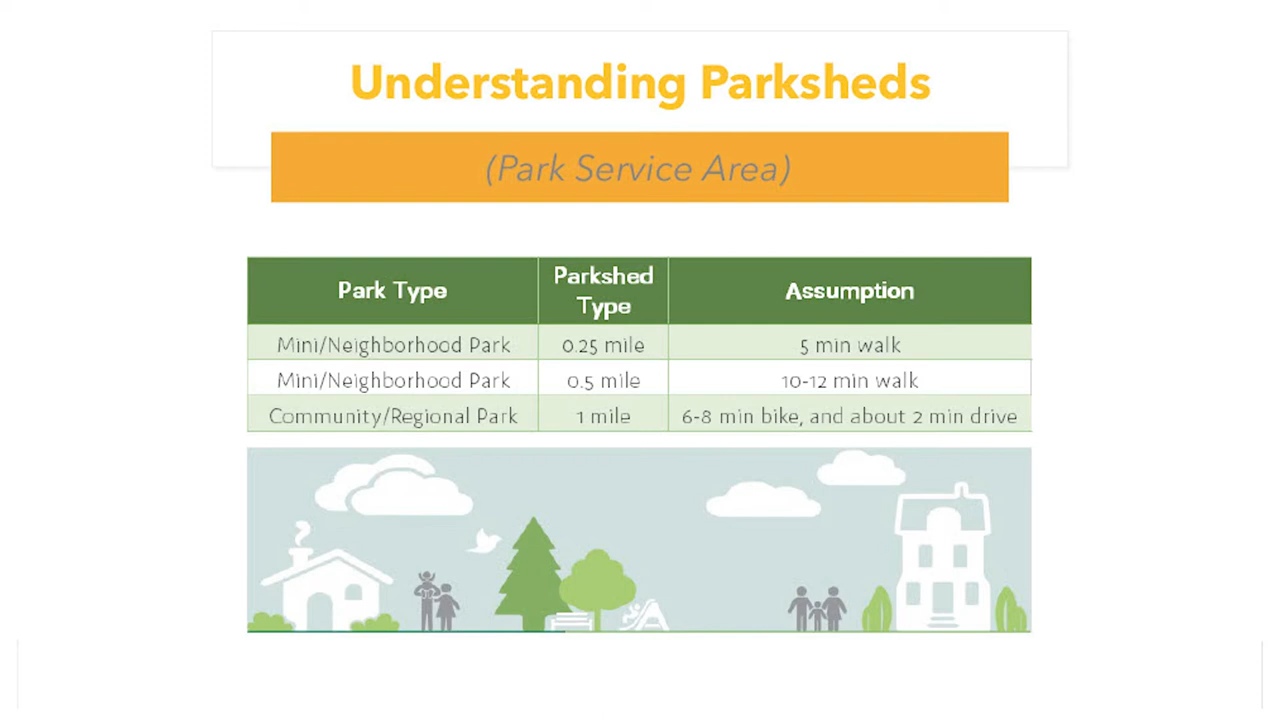 Understanding Parksheds
(Park Service Area)
Park Type Parkshed Type Assumption
Mini/Neighborhood Park 0.25 mile 5 min walk
Mini/Neighborhood Park 0.5 mile 10-12 min walk
Community/Regional Park 1 mile 6-8 min bike, and about 2 min drive